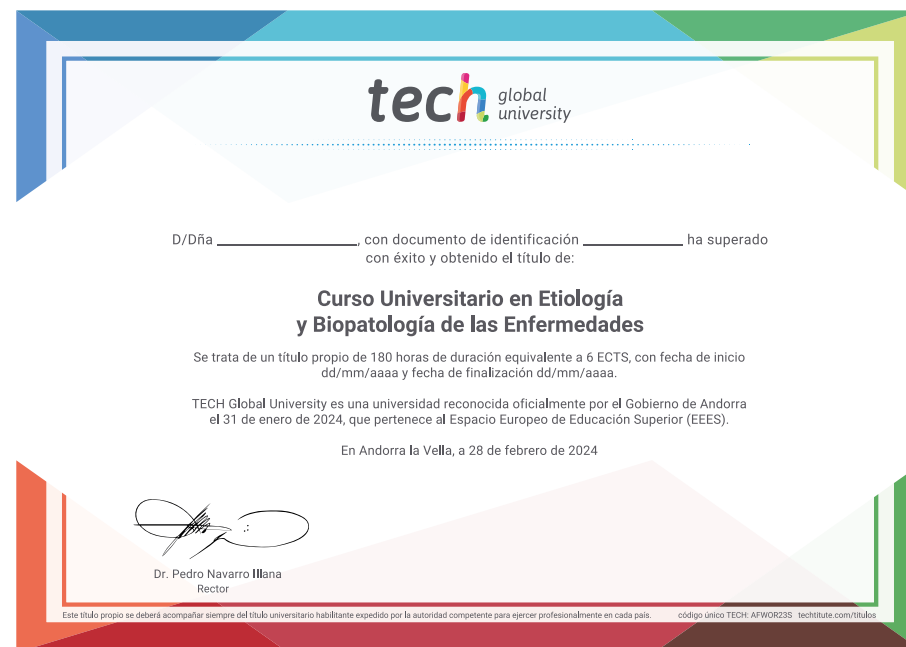 tech global university
D/Dña ____________________, con documento de identificación ______________ ha superado
con éxito y obtenido el título de:
Curso Universitario en Etiología
y Biopatología de las Enfermedades
Se trata de un título propio de 180 horas de duración equivalente a 6 ECTS, con fecha de inicio
dd/mm/aaaa y fecha de finalización dd/mm/aaaa.
TECH Global University es una universidad reconocida oficialmente por el Gobierno de Andorra
el 31 de enero de 2024, que pertenece al Espacio Europeo de Educación Superior (EEES).
En Andorra la Vella, a 28 de febrero de 2024
Dr. Pedro Navarro Illana
Rector
Este título propio se deberá acompañar siempre del título universitario habilitante expedido por la autoridad competente para ejercer profesionalmente en cada país. código único TECH: AFWOR23S techtitute.com/titulos